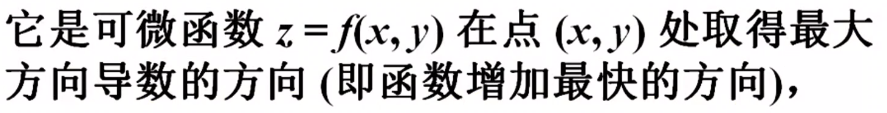 它是可微函数 z = f(x, y) 在点 (x, y) 处取得最大
方向导数的方向 (即函数增加最快的方向)，